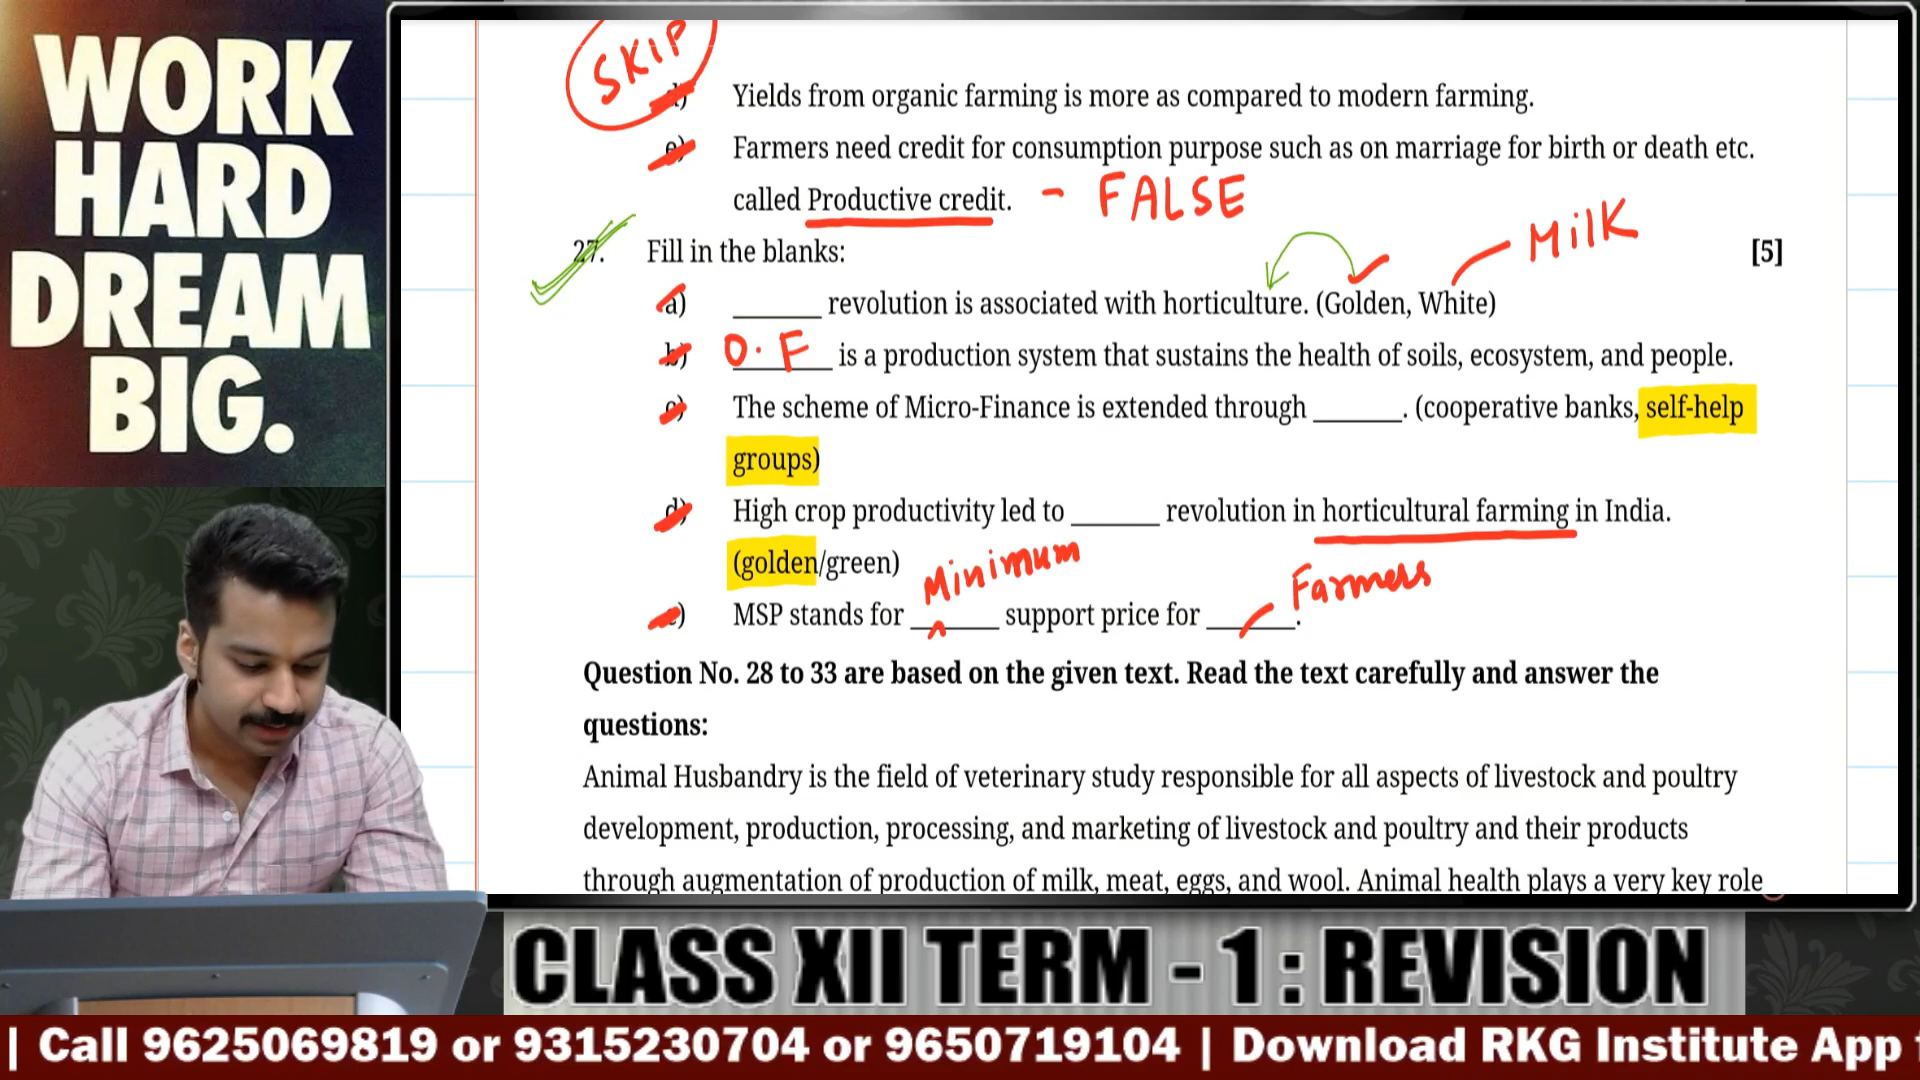 WORK
HARD
DREAM
BIG.
SKIP
d) Yields from organic farming is more as compared to modern farming.
e) Farmers need credit for consumption purpose such as on marriage for birth or death etc.
called Productive credit. - FALSE
27. Fill in the blanks: [5]
Milk
a) ______ revolution is associated with horticulture. (Golden, White)
b) O.F is a production system that sustains the health of soils, ecosystem, and people.
c) The scheme of Micro-Finance is extended through ______. (cooperative banks, self-help
groups)
d) High crop productivity led to ______ revolution in horticultural farming in India.
(golden/green)
Minimum Farmers
e) MSP stands for ______ support price for ______.
Question No. 28 to 33 are based on the given text. Read the text carefully and answer the
questions:
Animal Husbandry is the field of veterinary study responsible for all aspects of livestock and poultry
development, production, processing, and marketing of livestock and poultry and their products
through augmentation of production of milk, meat, eggs, and wool. Animal health plays a very key role
CLASS XII TERM - 1 : REVISION
| Call 9625069819 or 9315230704 or 9650719104 | Download RKG Institute App